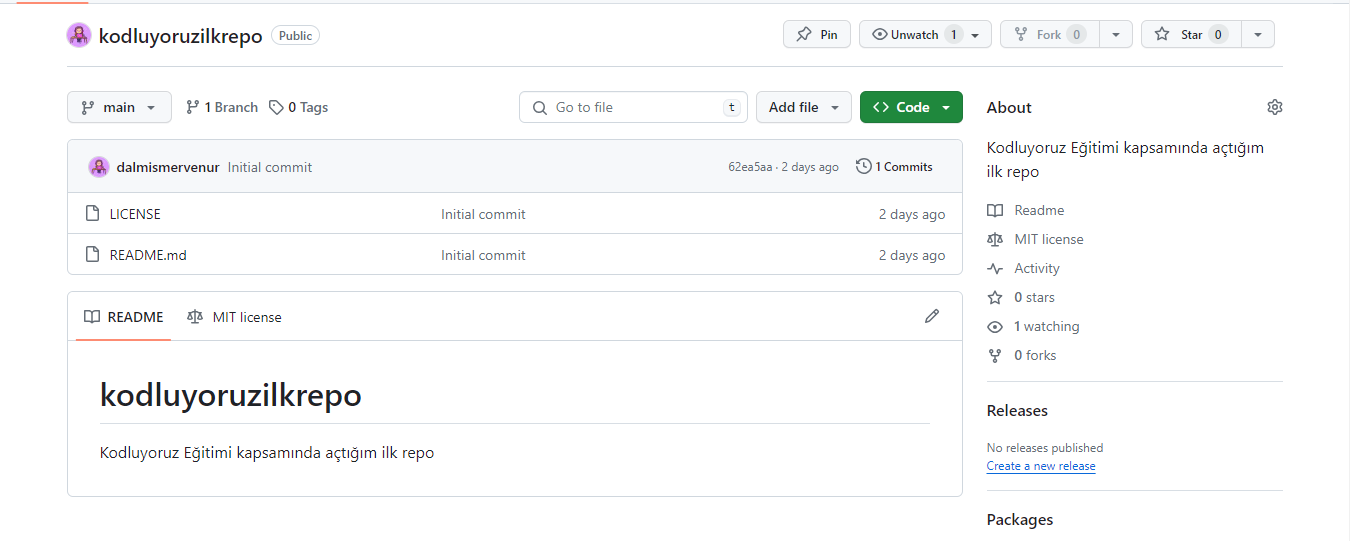 kodluyoruzilkrepo Public Pin Unwatch 1 Fork 0 Star 0
main 1 Branch 0 Tags Go to file t Add file Code
dalmismervenur Initial commit 62ea5aa · 2 days ago 1 Commits
LICENSE Initial commit 2 days ago
README.md Initial commit 2 days ago
README MIT license
kodluyoruzilkrepo
Kodluyoruz Eğitimi kapsamında açtığım ilk repo
About
Kodluyoruz Eğitimi kapsamında açtığım
ilk repo
Readme
MIT license
Activity
0 stars
1 watching
0 forks
Releases
No releases published
Create a new release
Packages